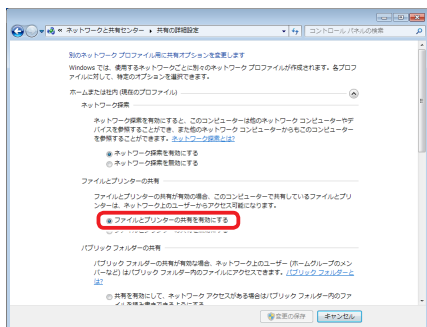 « ネットワークと共有センター ▸ 共有の詳細設定
コントロール パネルの検索
別のネットワーク プロファイル用に共有オプションを変更します
Windows では、使用するネットワークごとに別々のネットワーク プロファイルが作成されます。各プロフ
ァイルに対して、特定のオプションを選択できます。
ホームまたは社内 (現在のプロファイル)
ネットワーク探索
ネットワーク探索を有効にすると、このコンピューターは他のネットワーク コンピューターやデ
バイスを参照することができ、また他のネットワーク コンピューターからもこのコンピューター
を参照することができます。ネットワーク探索とは?
ネットワーク探索を有効にする
ネットワーク探索を無効にする
ファイルとプリンターの共有
ファイルとプリンターの共有が有効の場合、このコンピューターで共有しているファイルとプリ
ンターは、ネットワーク上のユーザーからアクセス可能になります。
ファイルとプリンターの共有を有効にする
パブリック フォルダーの共有
パブリック フォルダーの共有が有効な場合、ネットワーク上のユーザー (ホームグループのメン
バーなど) はパブリック フォルダー内のファイルにアクセスできます。パブリック フォルダーと
は?
共有を有効にして、ネットワーク アクセスがある場合はパブリック フォルダー内のファ
変更の保存
キャンセル